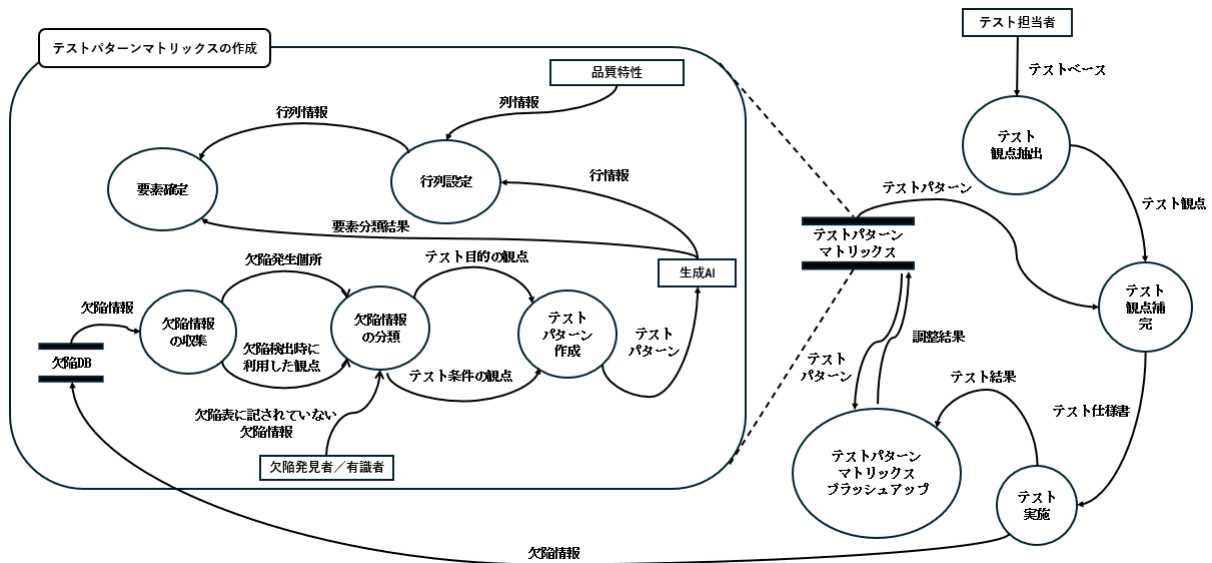 テスト担当者
テストパターンマトリックスの作成
品質特性
テストベース
列情報
行列情報
テスト
観点抽出
要素確定
行列設定
行情報
テストパターン
テスト観点
要素分類結果
テストパターン
マトリックス
欠陥発生箇所
テスト目的の観点
生成AI
欠陥情報
欠陥情報
の収集
欠陥情報
の分類
テスト
パターン
作成
テスト
観点補
完
テスト
パターン
調整結果
欠陥DB
欠陥検出時に
利用した観点
テスト条件の観点
テスト
パターン
テスト結果
欠陥表に記されていない
欠陥情報
テスト仕様書
欠陥発見者／有識者
テストパターン
マトリックス
ブラッシュアップ
テスト
実施
欠陥情報